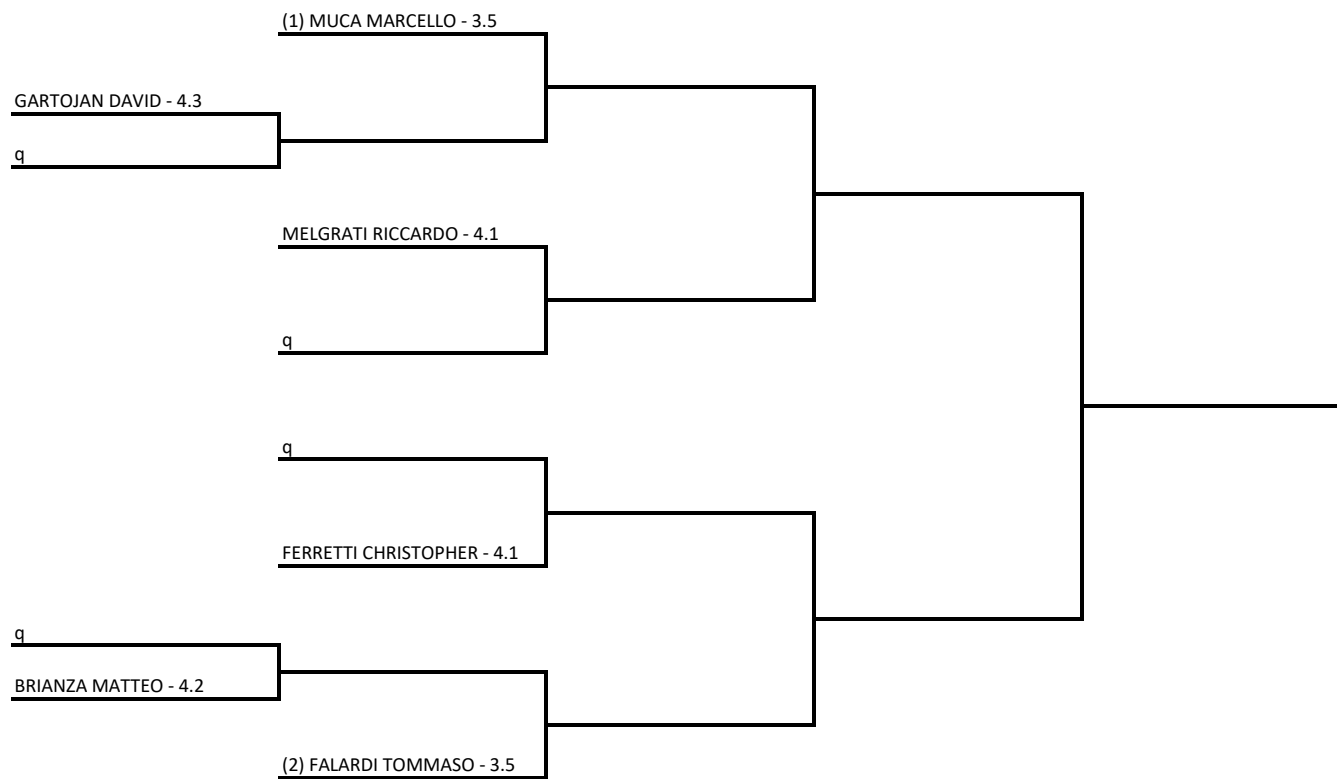 (1) MUCA MARCELLO - 3.5
GARTOJAN DAVID - 4.3
q
MELGRATI RICCARDO - 4.1
q
q
FERRETTI CHRISTOPHER - 4.1
q
BRIANZA MATTEO - 4.2
(2) FALARDI TOMMASO - 3.5